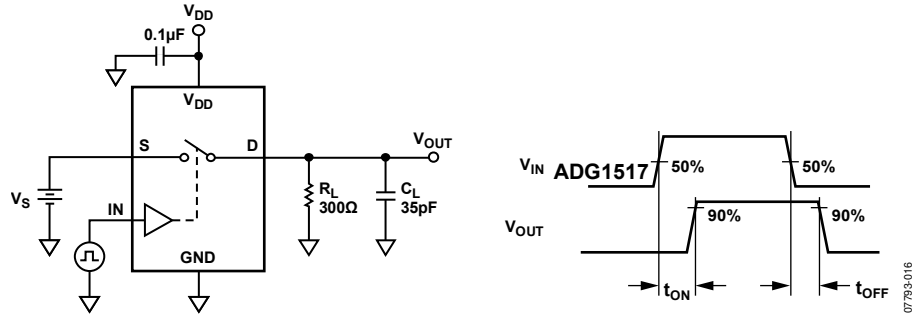 VDD
0.1µF
VDD
S
D
VOUT
VS
IN
RL
300Ω
CL
35pF
GND
VIN ADG1517
50%
50%
VOUT
90%
90%
tON
tOFF
07793-016